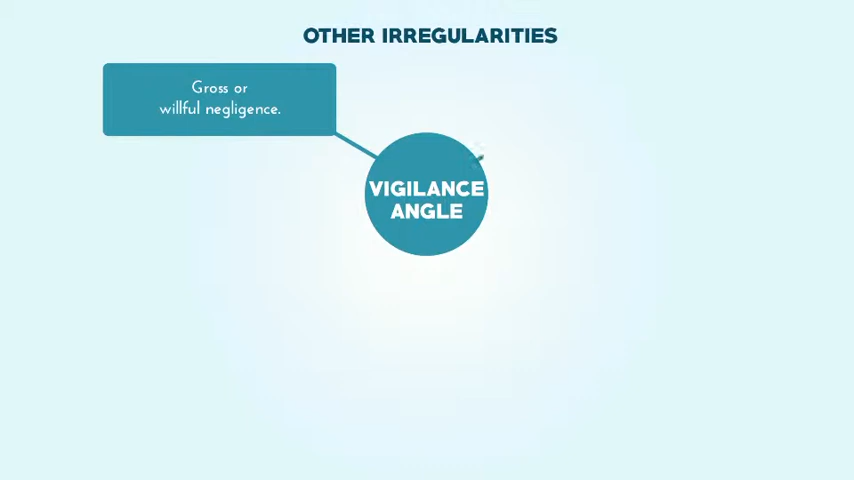 OTHER IRREGULARITIES
Gross or
willful negligence.
VIGILANCE
ANGLE